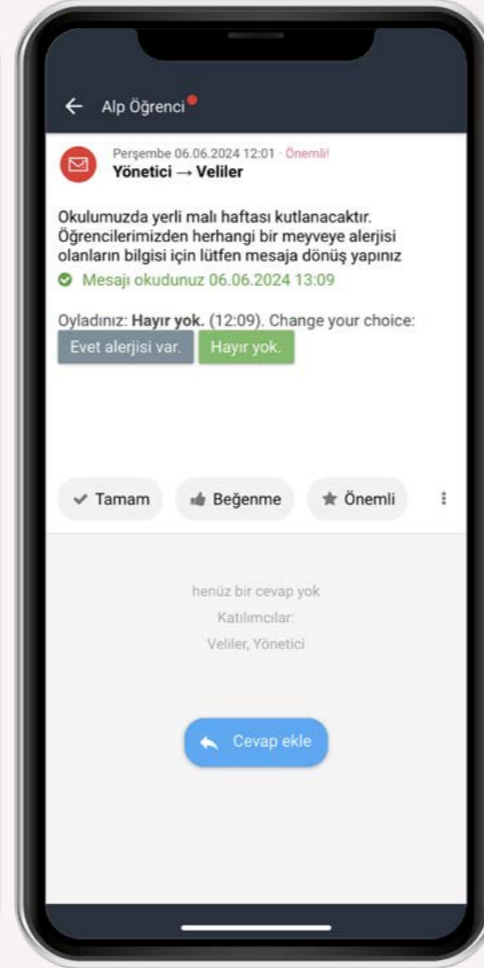 Alp Öğrenci
Perşembe 06.06.2024 12:01 · Önemli!
Yönetici → Veliler
Okulumuzda yerli malı haftası kutlanacaktır.
Öğrencilerimizden herhangi bir meyveye alerjisi
olanların bilgisi için lütfen mesaja dönüş yapınız
Mesajı okudunuz 06.06.2024 13:09
Oyladınız: Hayır yok. (12:09). Change your choice:
Evet alerjisi var. Hayır yok.
Tamam Beğenme Önemli
henüz bir cevap yok
Katılımcılar:
Veliler, Yönetici
Cevap ekle